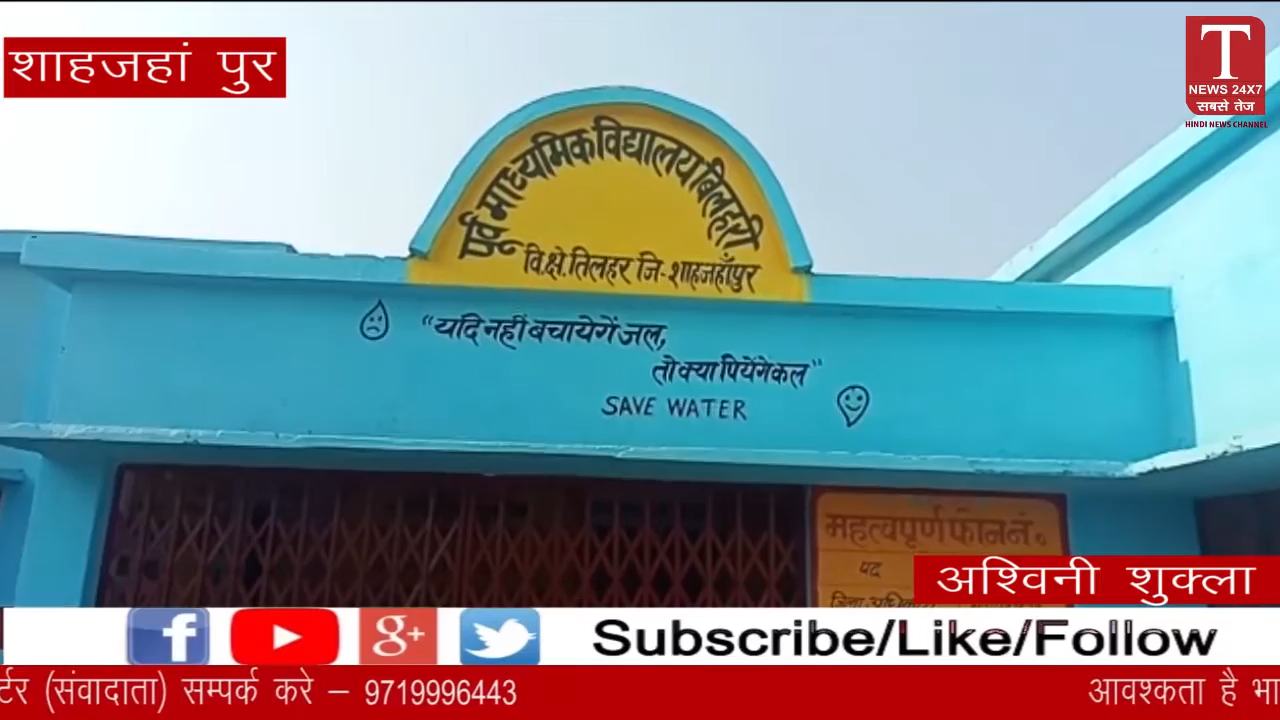 शाहजहां पुर
T
NEWS 24X7
सबसे तेज
HINDI NEWS CHANNEL
पूर्व माध्यमिक विद्यालय बिलहरी
वि.क्षे. तिलहर जि-शाहजहाँपुर
"यदि नहीं बचायेगें जल,
तो क्या पियेंगे कल"
SAVE WATER
महत्वपूर्ण फोन नं.
पद
जिला अधिकारी
अश्विनी शुक्ला
f g+ Subscribe/Like/Follow
र्टर (संवादाता) सम्पर्क करे – 9719996443 आवश्कता है भा